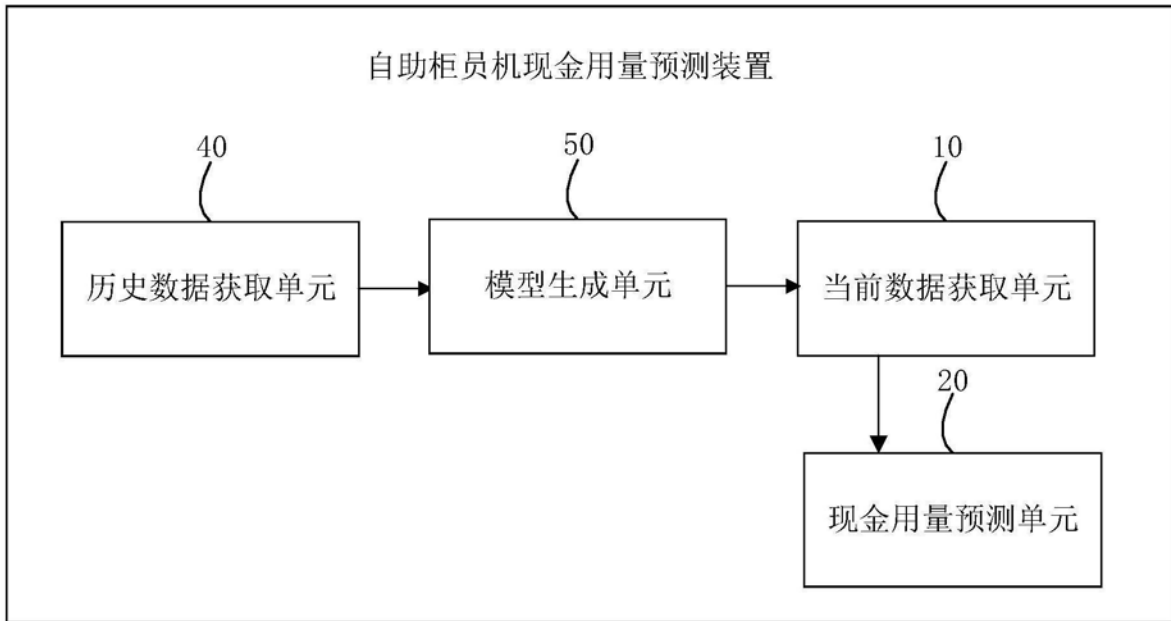 自助柜员机现金用量预测装置
40
50
10
历史数据获取单元
模型生成单元
当前数据获取单元
20
现金用量预测单元